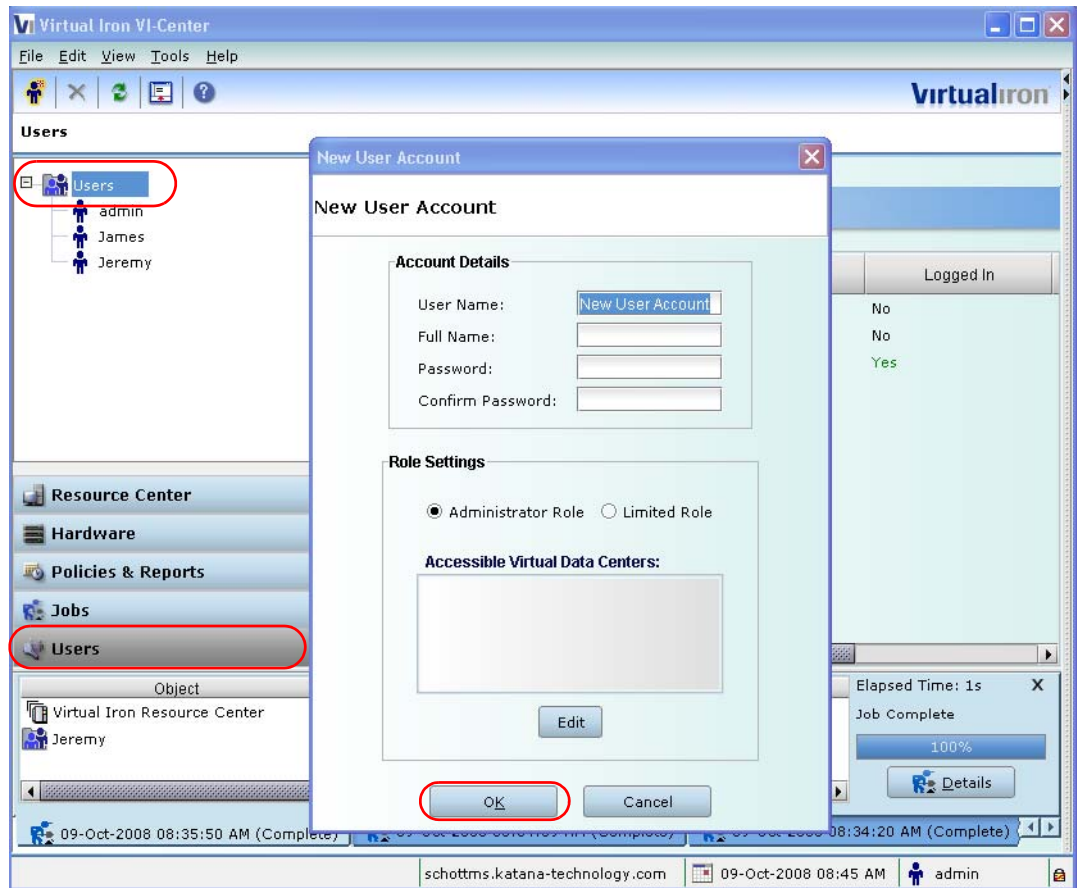 Virtual Iron VI-Center
File Edit View Tools Help
Virtualiron
Users
Users
admin
James
Jeremy
Resource Center
Hardware
Policies & Reports
Jobs
Users
New User Account
New User Account
Account Details
User Name: New User Account
Full Name:
Password:
Confirm Password:
Role Settings
Administrator Role Limited Role
Accessible Virtual Data Centers:
Edit
OK Cancel
Logged In
No
No
Yes
Object
Virtual Iron Resource Center
Jeremy
Elapsed Time: 1s X
Job Complete
100%
Details
09-Oct-2008 08:35:50 AM (Complete) 08:34:20 AM (Complete)
schottms.katana-technology.com 09-Oct-2008 08:45 AM admin